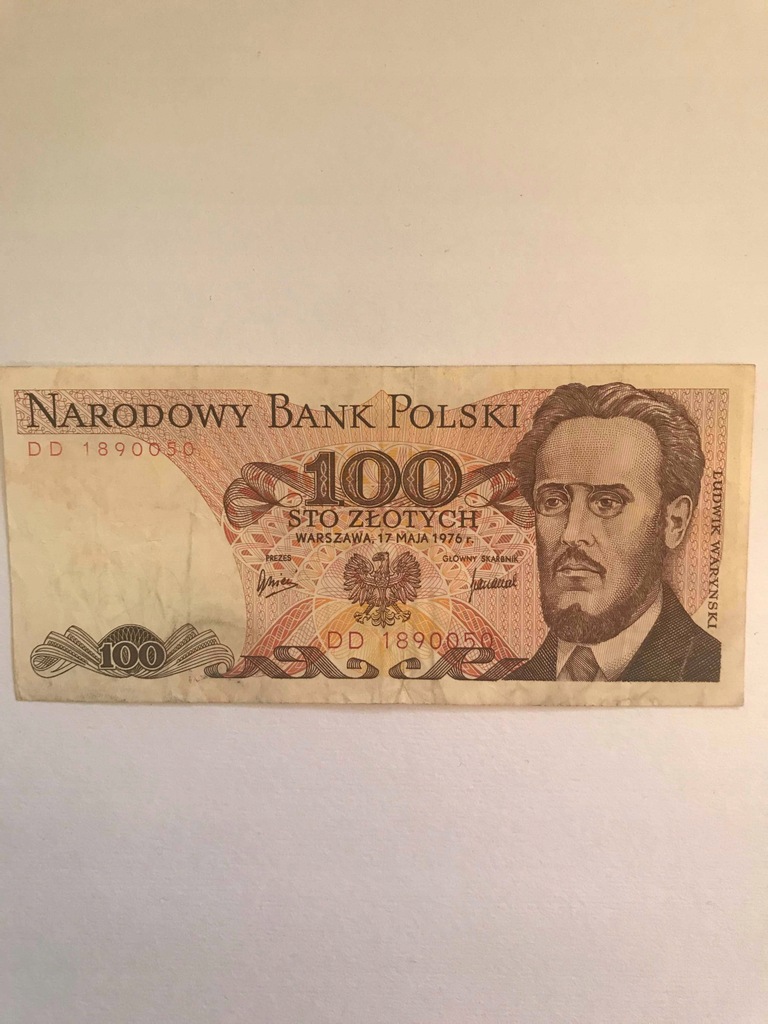 NARODOWY BANK POLSKI
DD 1890050
100
STO ZŁOTYCH
WARSZAWA, 17 MAJA 1976 r.
PREZES
GŁÓWNY SKARBNIK
DD 1890050
100
LUDWIK WARYŃSKI